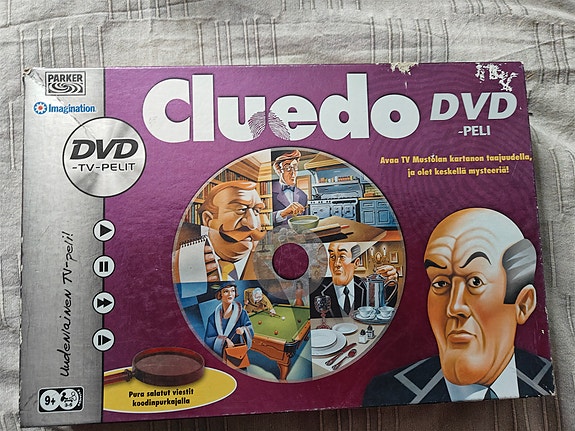 PARKER
Imagination
Cluedo DVD
-PELI
DVD
-TV-PELIT
Avaa TV Mustolan kartanon taajuudella,
ja olet keskellä mysteeriä!
Uudenlainen TV-peli!
Pura salatut viestit
koodinpurkajalla
9+